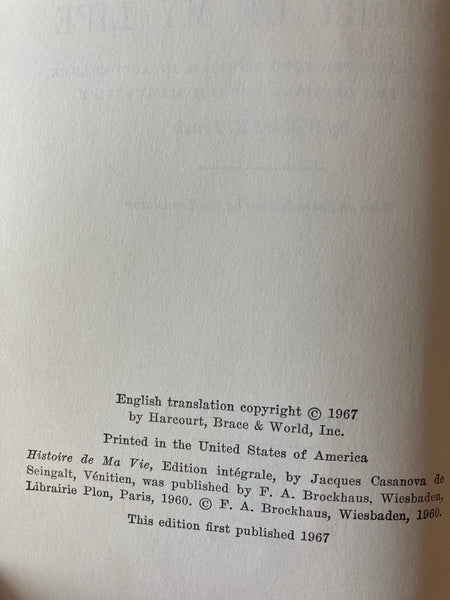 English translation copyright © 1967
by Harcourt, Brace & World, Inc.
Printed in the United States of America
Histoire de Ma Vie, Edition intégrale, by Jacques Casanova de
Seingalt, Vénitien, was published by F. A. Brockhaus, Wiesbaden,
Librairie Plon, Paris, 1960. © F. A. Brockhaus, Wiesbaden, 1960.
This edition first published 1967